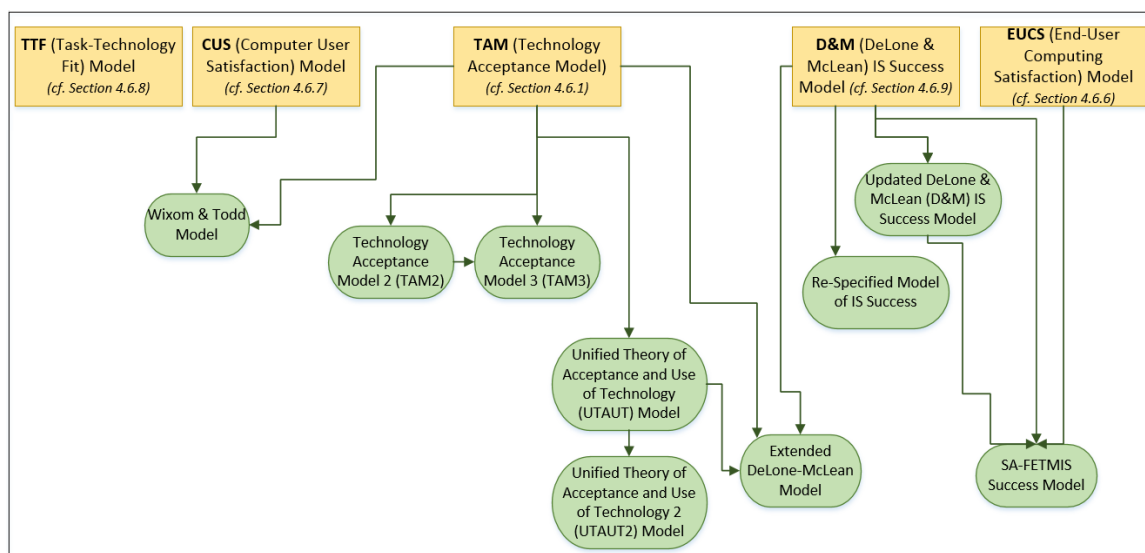 TTF (Task-Technology
Fit) Model
(cf. Section 4.6.8)
CUS (Computer User
Satisfaction) Model
(cf. Section 4.6.7)
TAM (Technology
Acceptance Model)
(cf. Section 4.6.1)
D&M (DeLone &
McLean) IS Success
Model (cf. Section 4.6.9)
EUCS (End-User
Computing
Satisfaction) Model
(cf. Section 4.6.6)
Wixom & Todd
Model
Technology
Acceptance
Model 2 (TAM2)
Technology
Acceptance
Model 3 (TAM3)
Updated DeLone &
McLean (D&M) IS
Success Model
Re-Specified Model
of IS Success
Unified Theory of
Acceptance and Use
of Technology
(UTAUT) Model
Unified Theory of
Acceptance and Use
of Technology 2
(UTAUT2) Model
Extended
DeLone-McLean
Model
SA-FETMIS
Success Model